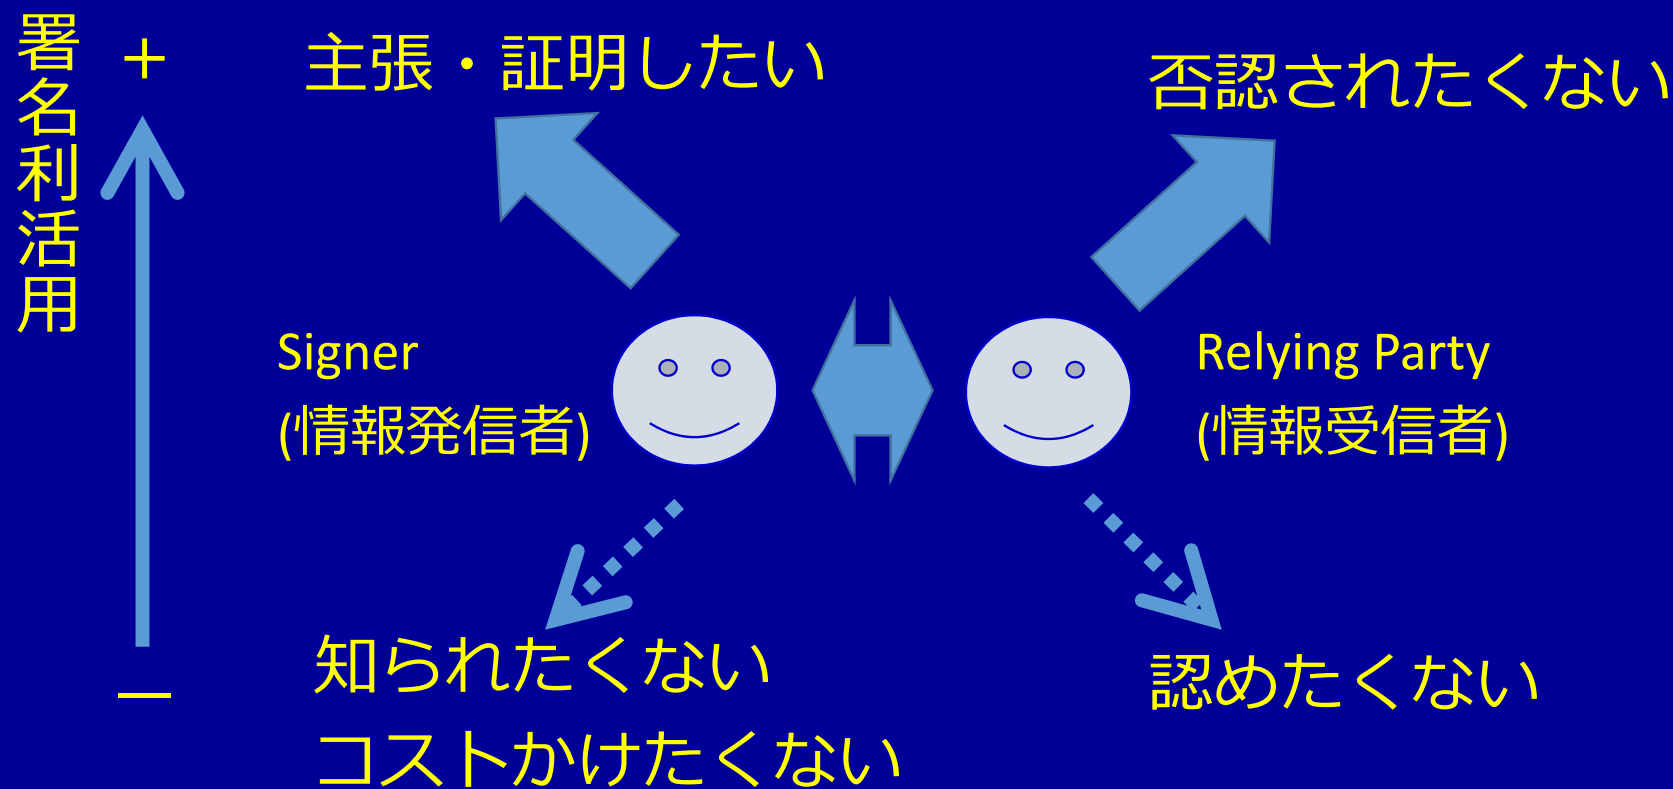 署名利活用
+
主張・証明したい
否認されたくない
Signer
(情報発信者)
Relying Party
(情報受信者)
知られたくない
コストかけたくない
認めたくない
－